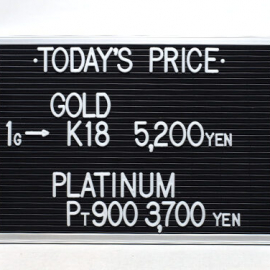 ·TODAY'S PRICE·
GOLD
1G→ K18 5,200YEN
PLATINUM
PT900 3,700 YEN